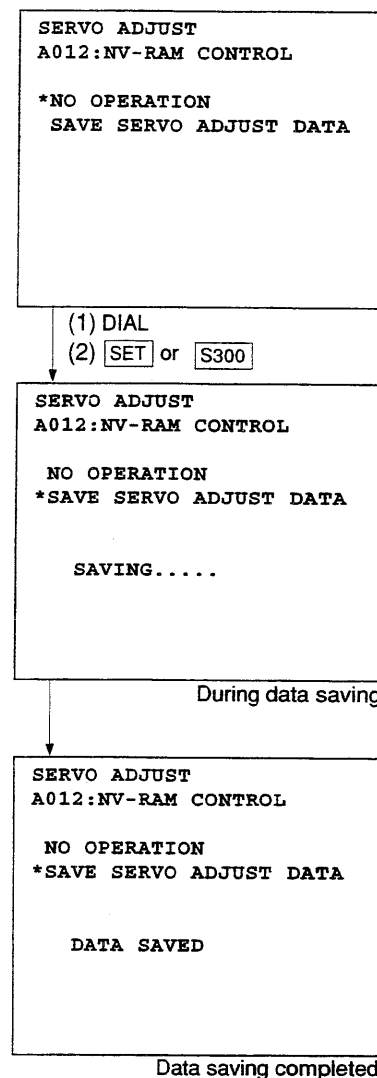 SERVO ADJUST
A012:NV-RAM CONTROL
*NO OPERATION
SAVE SERVO ADJUST DATA
(1) DIAL
(2) SET or S300
SERVO ADJUST
A012:NV-RAM CONTROL
NO OPERATION
*SAVE SERVO ADJUST DATA
SAVING.....
During data saving
SERVO ADJUST
A012:NV-RAM CONTROL
NO OPERATION
*SAVE SERVO ADJUST DATA
DATA SAVED
Data saving completed